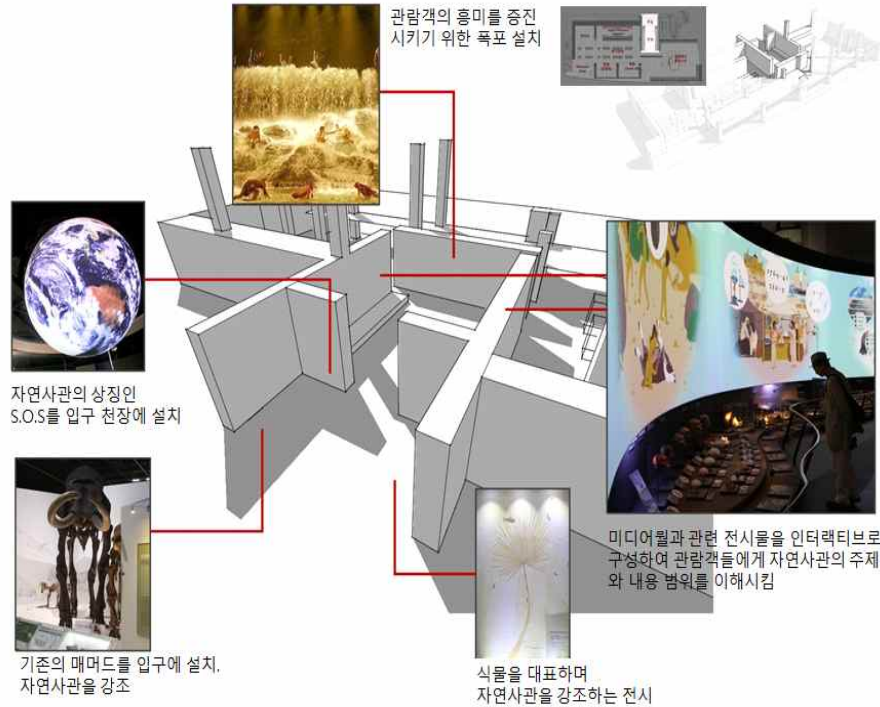 관람객의 흥미를 증진
시키기 위한 폭포 설치
자연사관의 상징인
S.O.S를 입구 천장에 설치
기존의 매머드를 입구에 설치,
자연사관을 강조
식물을 대표하며
자연사관을 강조하는 전시
미디어월과 관련 전시물을 인터랙티브로
구성하여 관람객들에게 자연사관의 주제
와 내용 범위를 이해시킴